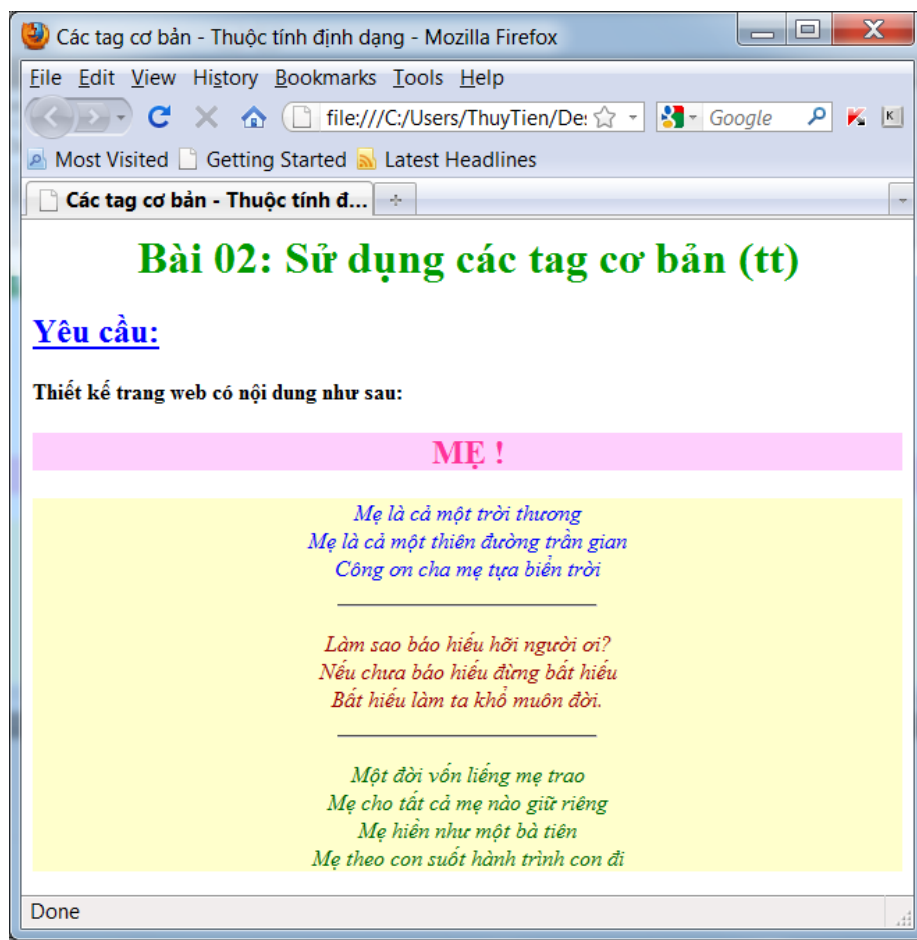 Các tag cơ bản - Thuộc tính định dạng - Mozilla Firefox
File Edit View History Bookmarks Tools Help
file:///C:/Users/ThuyTien/De: Google K
Most Visited Getting Started Latest Headlines
Các tag cơ bản - Thuộc tính đ...
Bài 02: Sử dụng các tag cơ bản (tt)
Yêu cầu:
Thiết kế trang web có nội dung như sau:
MẸ !
Mẹ là cả một trời thương
Mẹ là cả một thiên đường trần gian
Công ơn cha mẹ tựa biển trời
Làm sao báo hiếu hỡi người ơi?
Nếu chưa báo hiếu đừng bất hiếu
Bất hiếu làm ta khổ muôn đời.
Một đời vốn liếng mẹ trao
Mẹ cho tất cả mẹ nào giữ riêng
Mẹ hiền như một bà tiên
Mẹ theo con suốt hành trình con đi
Done